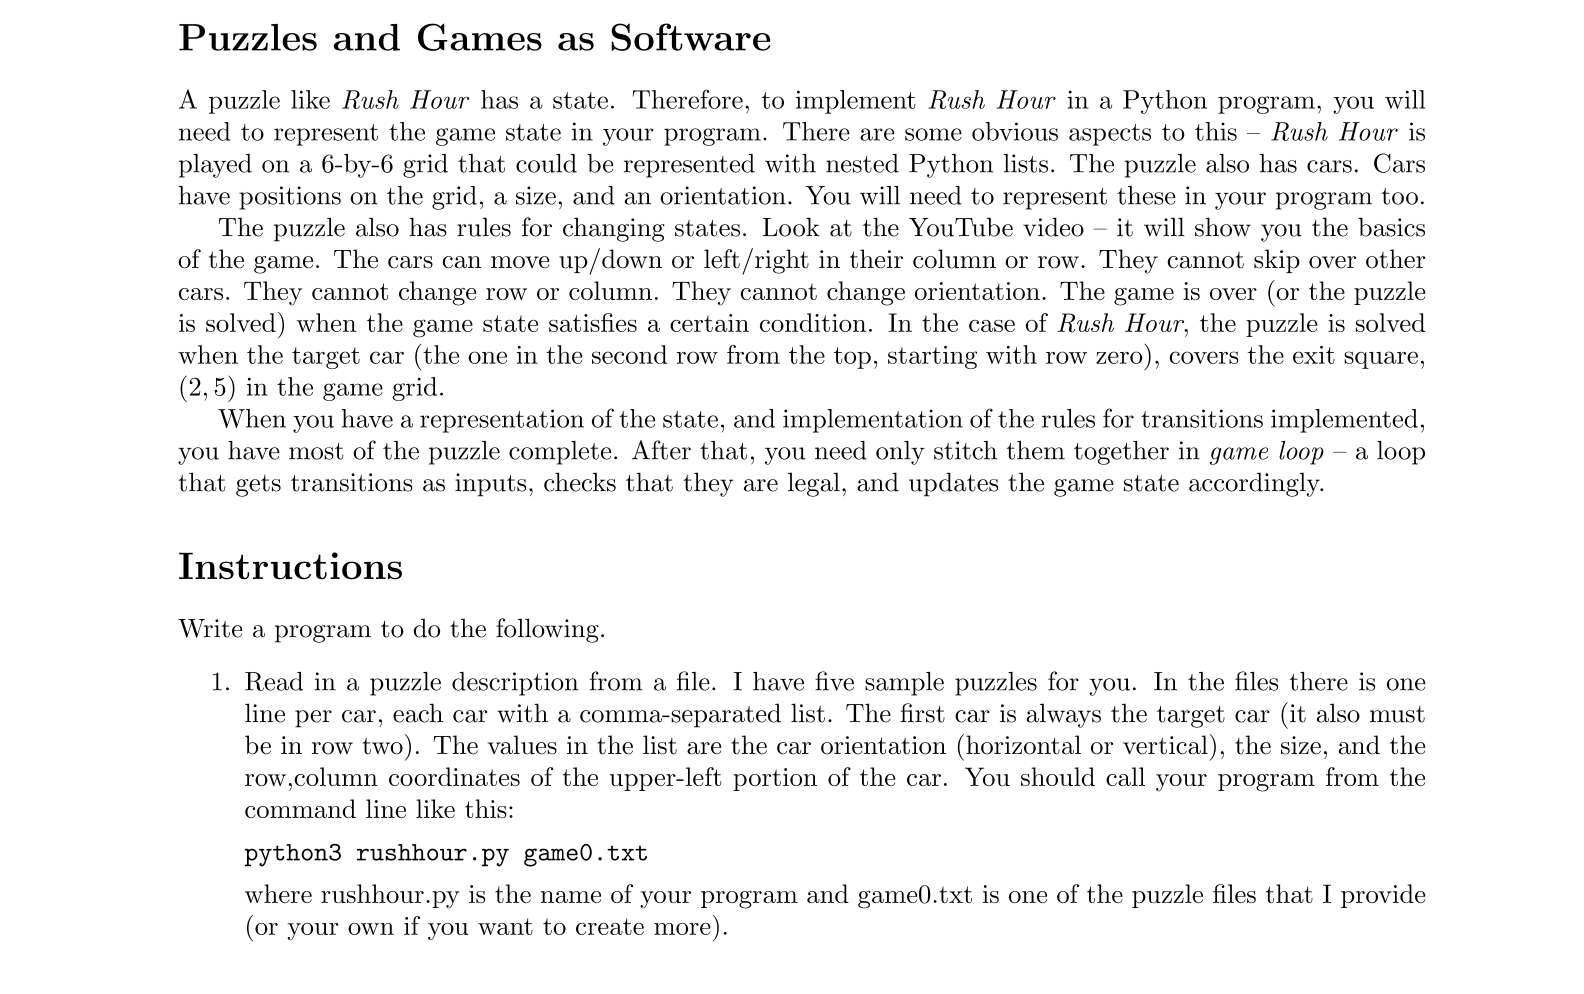 Puzzles and Games as Software
A puzzle like Rush Hour has a state. Therefore, to implement Rush Hour in a Python program, you will
need to represent the game state in your program. There are some obvious aspects to this – Rush Hour is
played on a 6-by-6 grid that could be represented with nested Python lists. The puzzle also has cars. Cars
have positions on the grid, a size, and an orientation. You will need to represent these in your program too.
The puzzle also has rules for changing states. Look at the YouTube video – it will show you the basics
of the game. The cars can move up/down or left/right in their column or row. They cannot skip over other
cars. They cannot change row or column. They cannot change orientation. The game is over (or the puzzle
is solved) when the game state satisfies a certain condition. In the case of Rush Hour, the puzzle is solved
when the target car (the one in the second row from the top, starting with row zero), covers the exit square,
(2, 5) in the game grid.
When you have a representation of the state, and implementation of the rules for transitions implemented,
you have most of the puzzle complete. After that, you need only stitch them together in game loop – a loop
that gets transitions as inputs, checks that they are legal, and updates the game state accordingly.
Instructions
Write a program to do the following.
1. Read in a puzzle description from a file. I have five sample puzzles for you. In the files there is one
line per car, each car with a comma-separated list. The first car is always the target car (it also must
be in row two). The values in the list are the car orientation (horizontal or vertical), the size, and the
row,column coordinates of the upper-left portion of the car. You should call your program from the
command line like this:
python3 rushhour.py game0.txt
where rushhour.py is the name of your program and game0.txt is one of the puzzle files that I provide
(or your own if you want to create more).